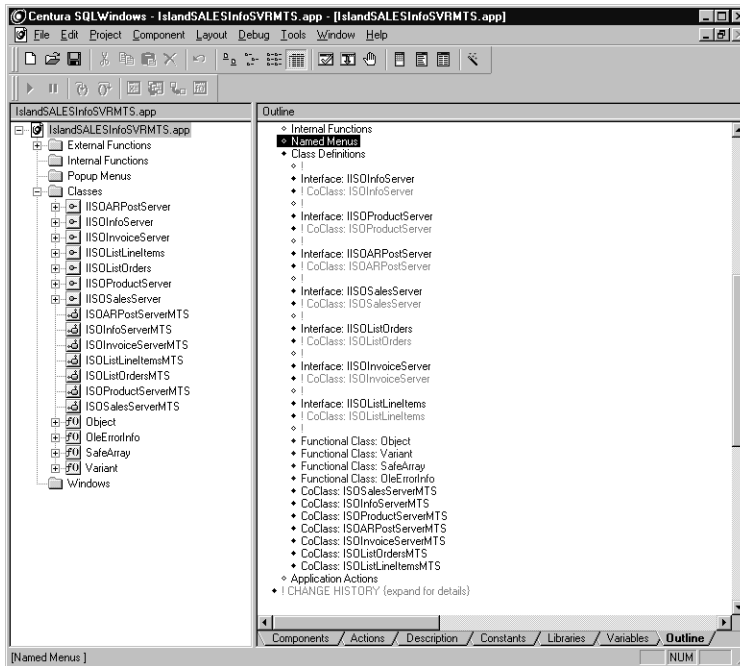 Centura SQLWindows - IslandSALESInfoSVRMTS.app - [IslandSALESInfoSVRMTS.app]
File Edit Project Component Layout Debug Tools Window Help
IslandSALESInfoSVRMTS.app
IslandSALESInfoSVRMTS.app
External Functions
Internal Functions
Popup Menus
Classes
IISOARPostServer
IISOInfoServer
IISOInvoiceServer
IISOListLineItems
IISOListOrders
IISOProductServer
IISOSalesServer
ISOARPostServerMTS
ISOInfoServerMTS
ISOInvoiceServerMTS
ISOListLineItemsMTS
ISOListOrdersMTS
ISOProductServerMTS
ISOSalesServerMTS
f() Object
f() OleErrorInfo
f() SafeArray
f() Variant
Windows
Outline
Internal Functions
Named Menus
Class Definitions
!
Interface: IISOInfoServer
! CoClass: ISOInfoServer
!
Interface: IISOProductServer
! CoClass: ISOProductServer
!
Interface: IISOARPostServer
! CoClass: ISOARPostServer
!
Interface: IISOSalesServer
! CoClass: ISOSalesServer
!
Interface: IISOListOrders
! CoClass: ISOListOrders
!
Interface: IISOInvoiceServer
! CoClass: ISOInvoiceServer
!
Interface: IISOListLineItems
! CoClass: ISOListLineItems
!
Functional Class: Object
Functional Class: Variant
Functional Class: SafeArray
Functional Class: OleErrorInfo
CoClass: ISOSalesServerMTS
CoClass: ISOInfoServerMTS
CoClass: ISOProductServerMTS
CoClass: ISOARPostServerMTS
CoClass: ISOInvoiceServerMTS
CoClass: ISOListOrdersMTS
CoClass: ISOListLineItemsMTS
Application Actions
! CHANGE HISTORY {expand for details}
Components Actions Description Constants Libraries Variables Outline
[Named Menus ]
NUM